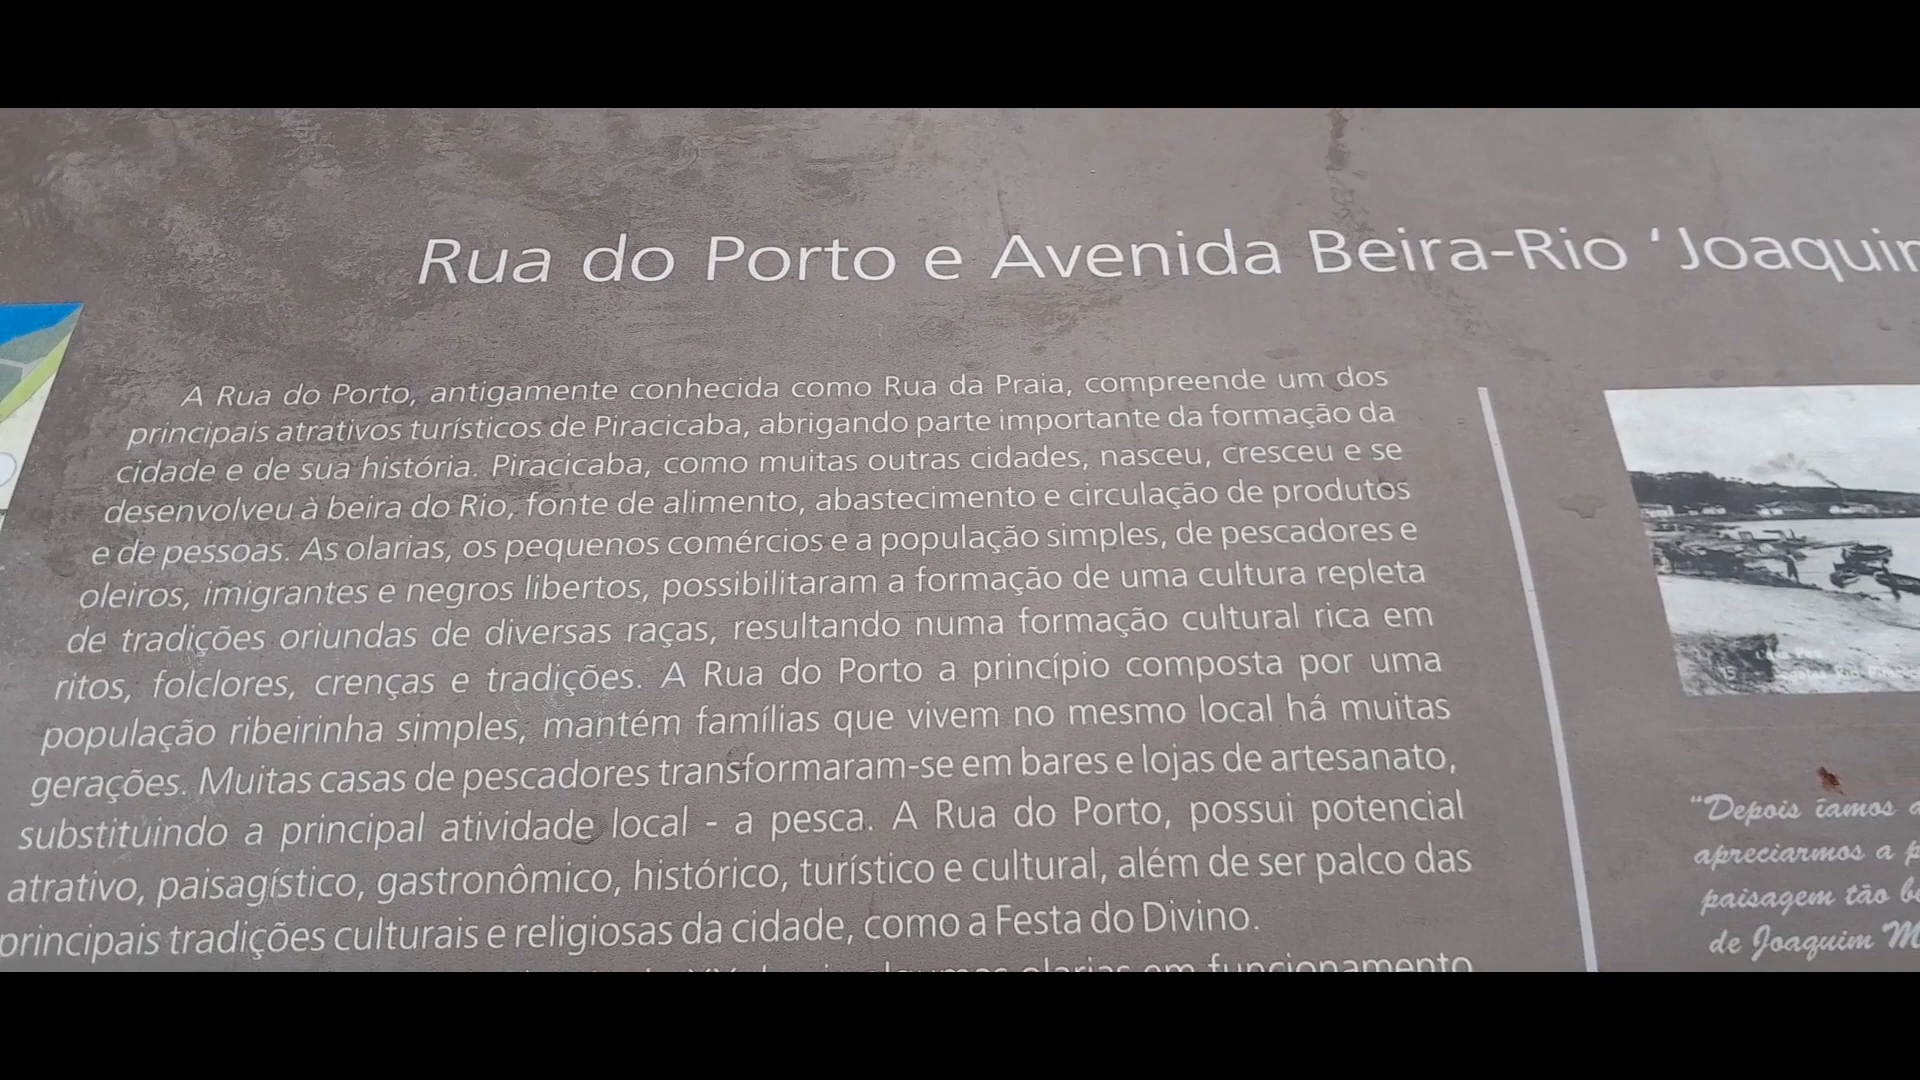 Rua do Porto e Avenida Beira-Rio ‘Joaquim
A Rua do Porto, antigamente conhecida como Rua da Praia, compreende um dos
principais atrativos turísticos de Piracicaba, abrigando parte importante da formação da
cidade e de sua história. Piracicaba, como muitas outras cidades, nasceu, cresceu e se
desenvolveu à beira do Rio, fonte de alimento, abastecimento e circulação de produtos
e de pessoas. As olarias, os pequenos comércios e a população simples, de pescadores e
oleiros, imigrantes e negros libertos, possibilitaram a formação de uma cultura repleta
de tradições oriundas de diversas raças, resultando numa formação cultural rica em
ritos, folclores, crenças e tradições. A Rua do Porto a princípio composta por uma
população ribeirinha simples, mantém famílias que vivem no mesmo local há muitas
gerações. Muitas casas de pescadores transformaram-se em bares e lojas de artesanato,
substituindo a principal atividade local - a pesca. A Rua do Porto, possui potencial
atrativo, paisagístico, gastronômico, histórico, turístico e cultural, além de ser palco das
principais tradições culturais e religiosas da cidade, como a Festa do Divino.
olarias em funcionamento
“Depois íamos
apreciarmos a
paisagem tão
de Joaquim